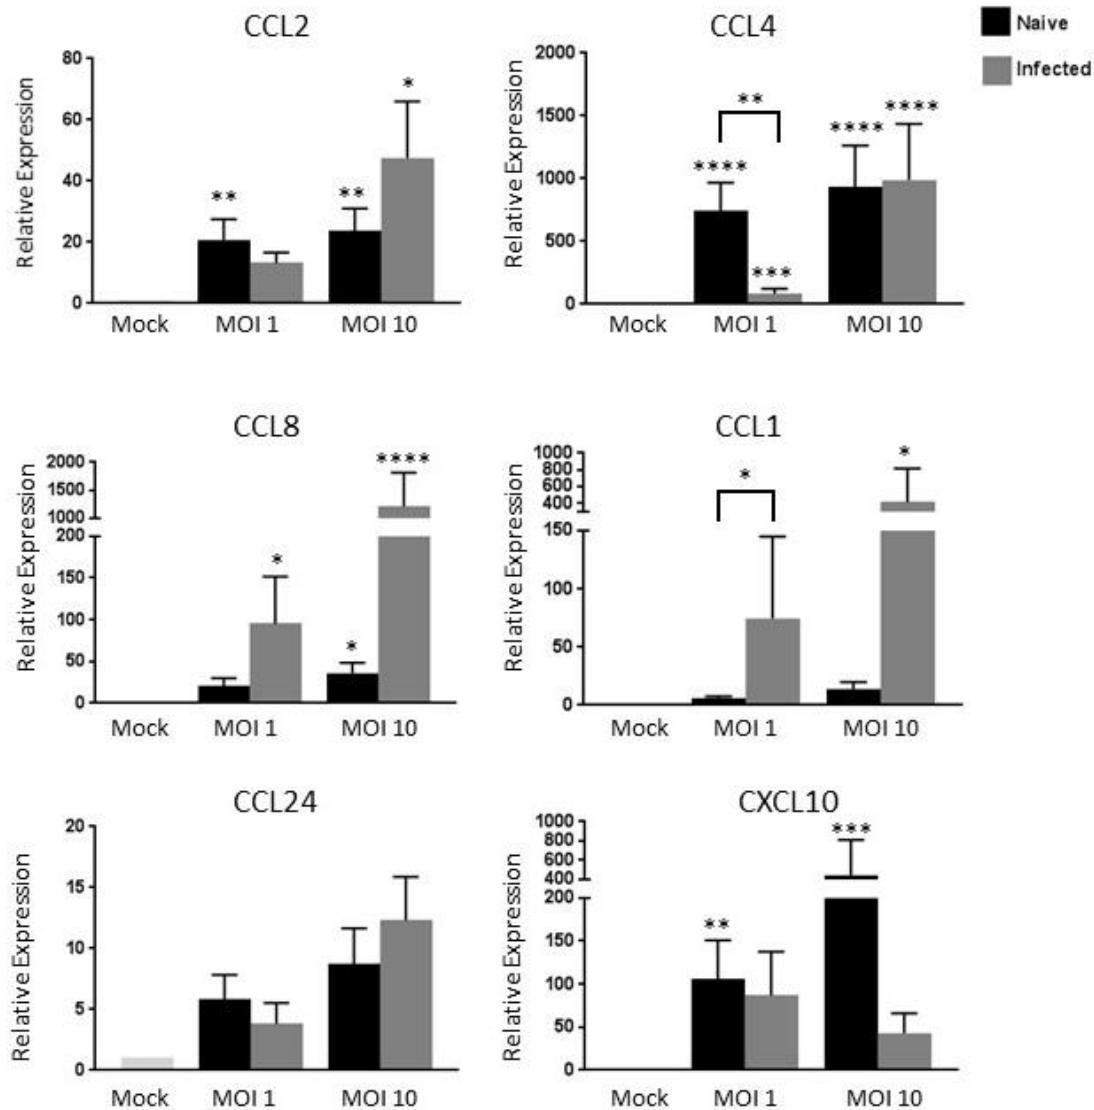 CCL2
CCL4
Naive
Infected
Relative Expression
80
60
40
20
0
**
**
*
Mock
MOI 1
MOI 10
Relative Expression
2000
1500
1000
500
0
****
**
***
****
****
Mock
MOI 1
MOI 10
CCL8
CCL1
Relative Expression
2000
1500
1000
200
150
100
50
0
*
*
****
Mock
MOI 1
MOI 10
Relative Expression
1000
800
600
400
150
100
50
0
*
*
Mock
MOI 1
MOI 10
CCL24
CXCL10
Relative Expression
20
15
10
5
0
Mock
MOI 1
MOI 10
Relative Expression
1000
800
600
400
200
150
100
50
0
**
***
Mock
MOI 1
MOI 10